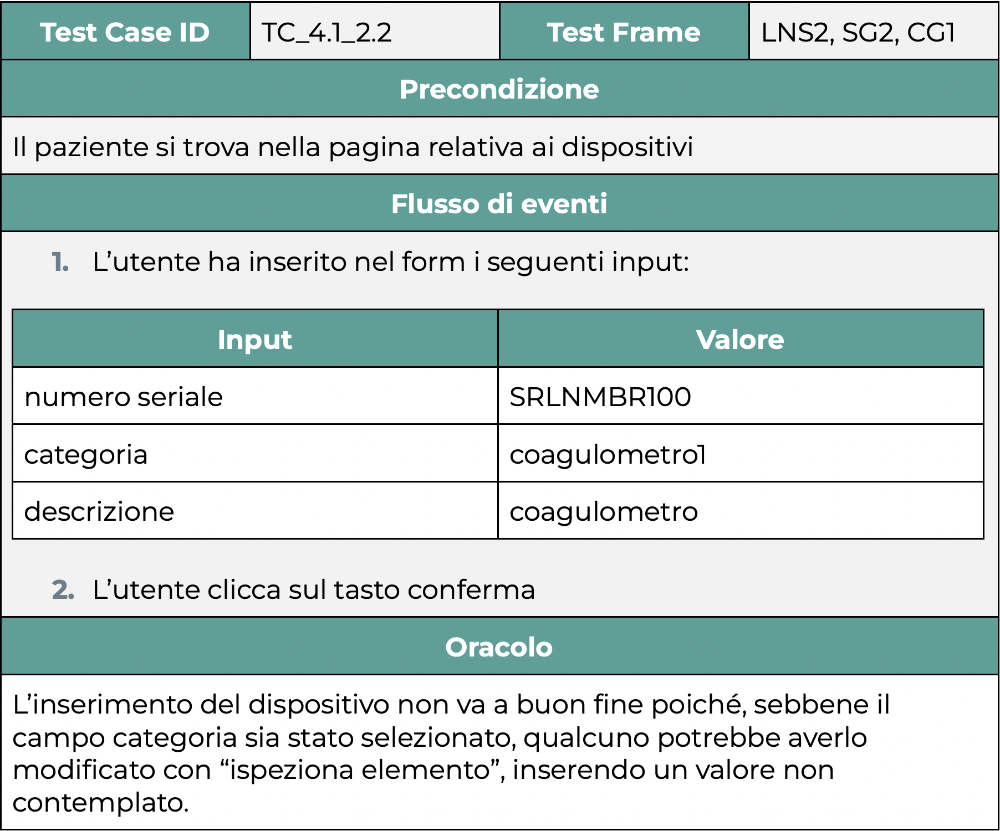 Test Case ID TC_4.1_2.2 Test Frame LNS2, SG2, CG1
Precondizione
Il paziente si trova nella pagina relativa ai dispositivi
Flusso di eventi
1. L’utente ha inserito nel form i seguenti input:
Input Valore
numero seriale SRLNMBR100
categoria coagulometro1
descrizione coagulometro
2. L’utente clicca sul tasto conferma
Oracolo
L’inserimento del dispositivo non va a buon fine poiché, sebbene il
campo categoria sia stato selezionato, qualcuno potrebbe averlo
modificato con “ispeziona elemento”, inserendo un valore non
contemplato.